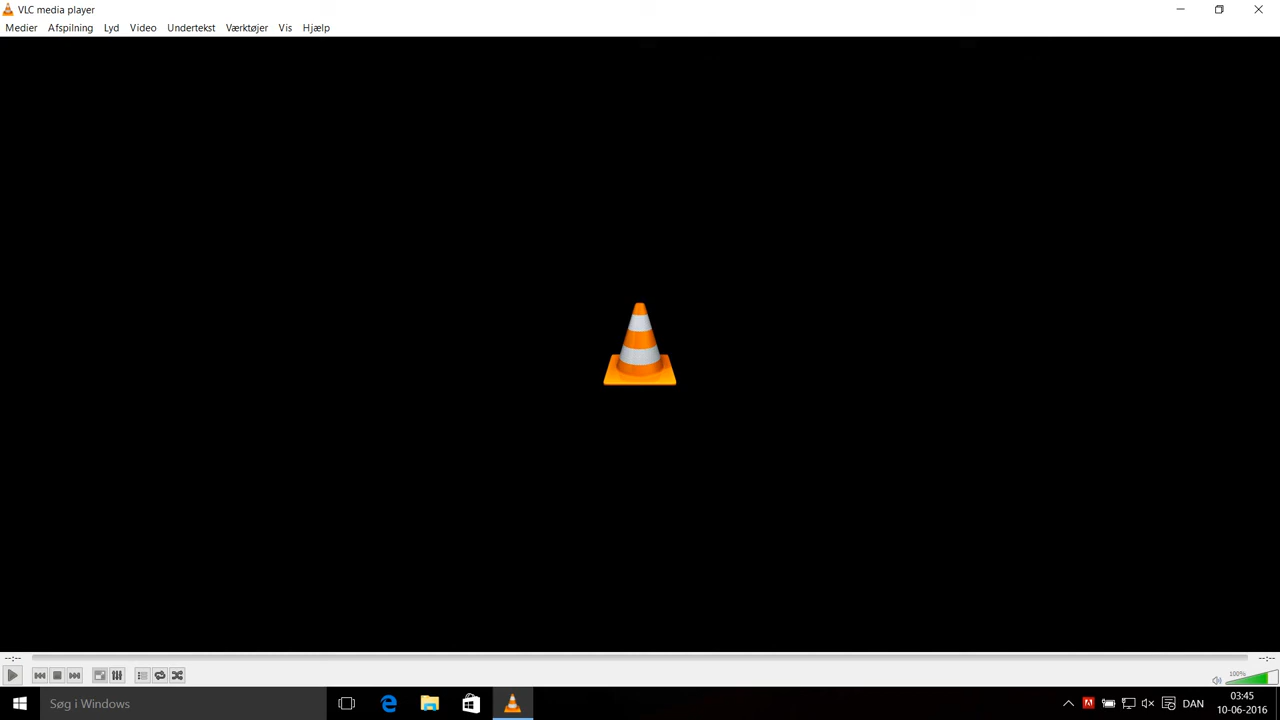 VLC media player
Medier Afspilning Lyd Video Undertekst Værktøjer Vis Hjælp
--:-- --:--
100%
Søg i Windows
DAN
03:45
10-06-2016